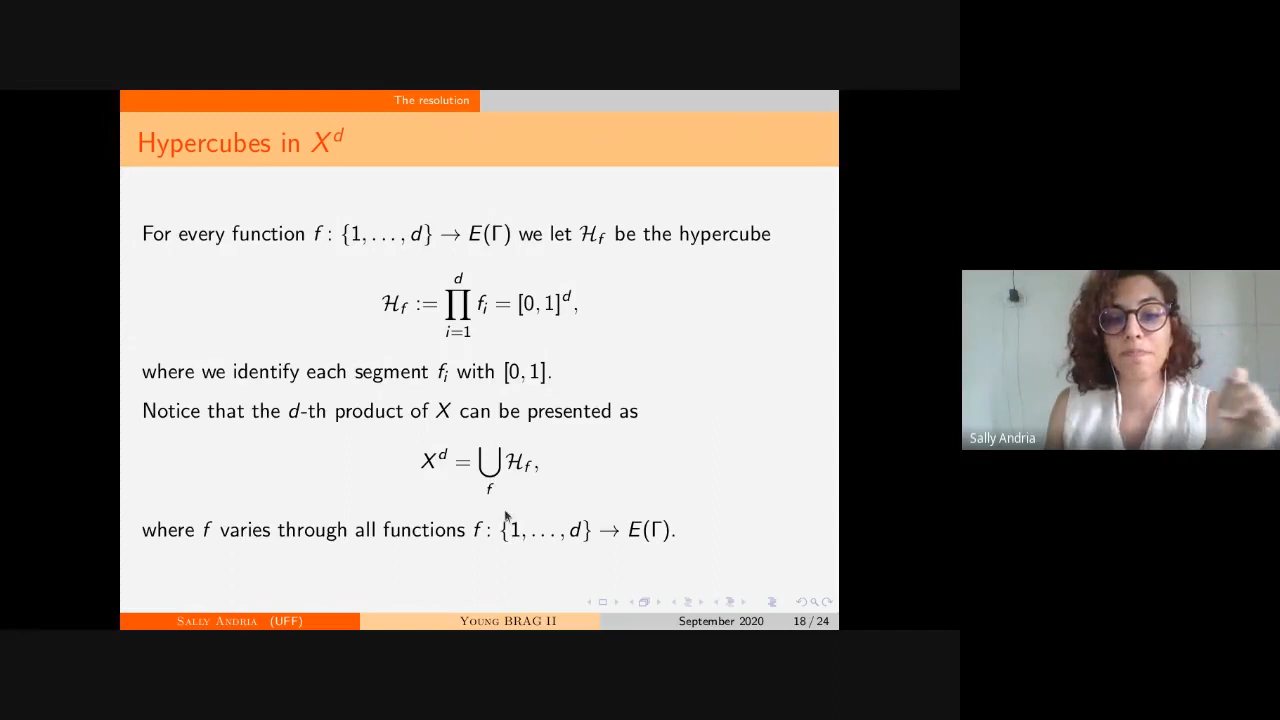 The resolution
Hypercubes in X^d
For every function f : {1, . . . , d} → E(Γ) we let ℋ_f be the hypercube
ℋ_f := ∏_{i=1}^{d} f_i = [0, 1]^d,
where we identify each segment f_i with [0, 1].
Notice that the d-th product of X can be presented as
X^d = ⋃_f ℋ_f,
where f varies through all functions f : {1, . . . , d} → E(Γ).
Sally Andria (UFF) Young BRAG II September 2020 18 / 24
Sally Andria